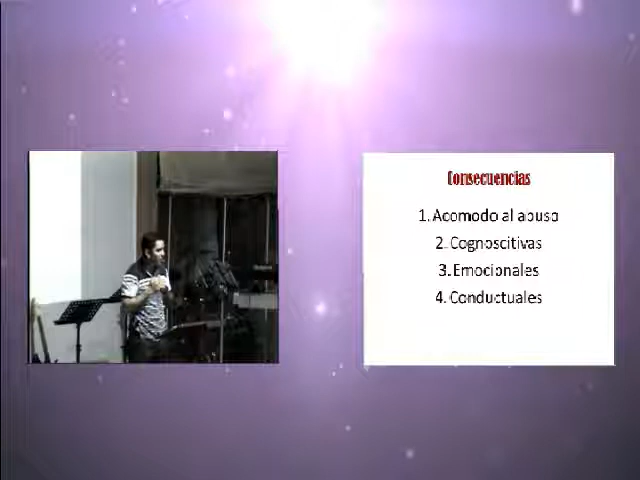 Consecuencias
1. Acomodo al abuso
2. Cognoscitivas
3. Emocionales
4. Conductuales